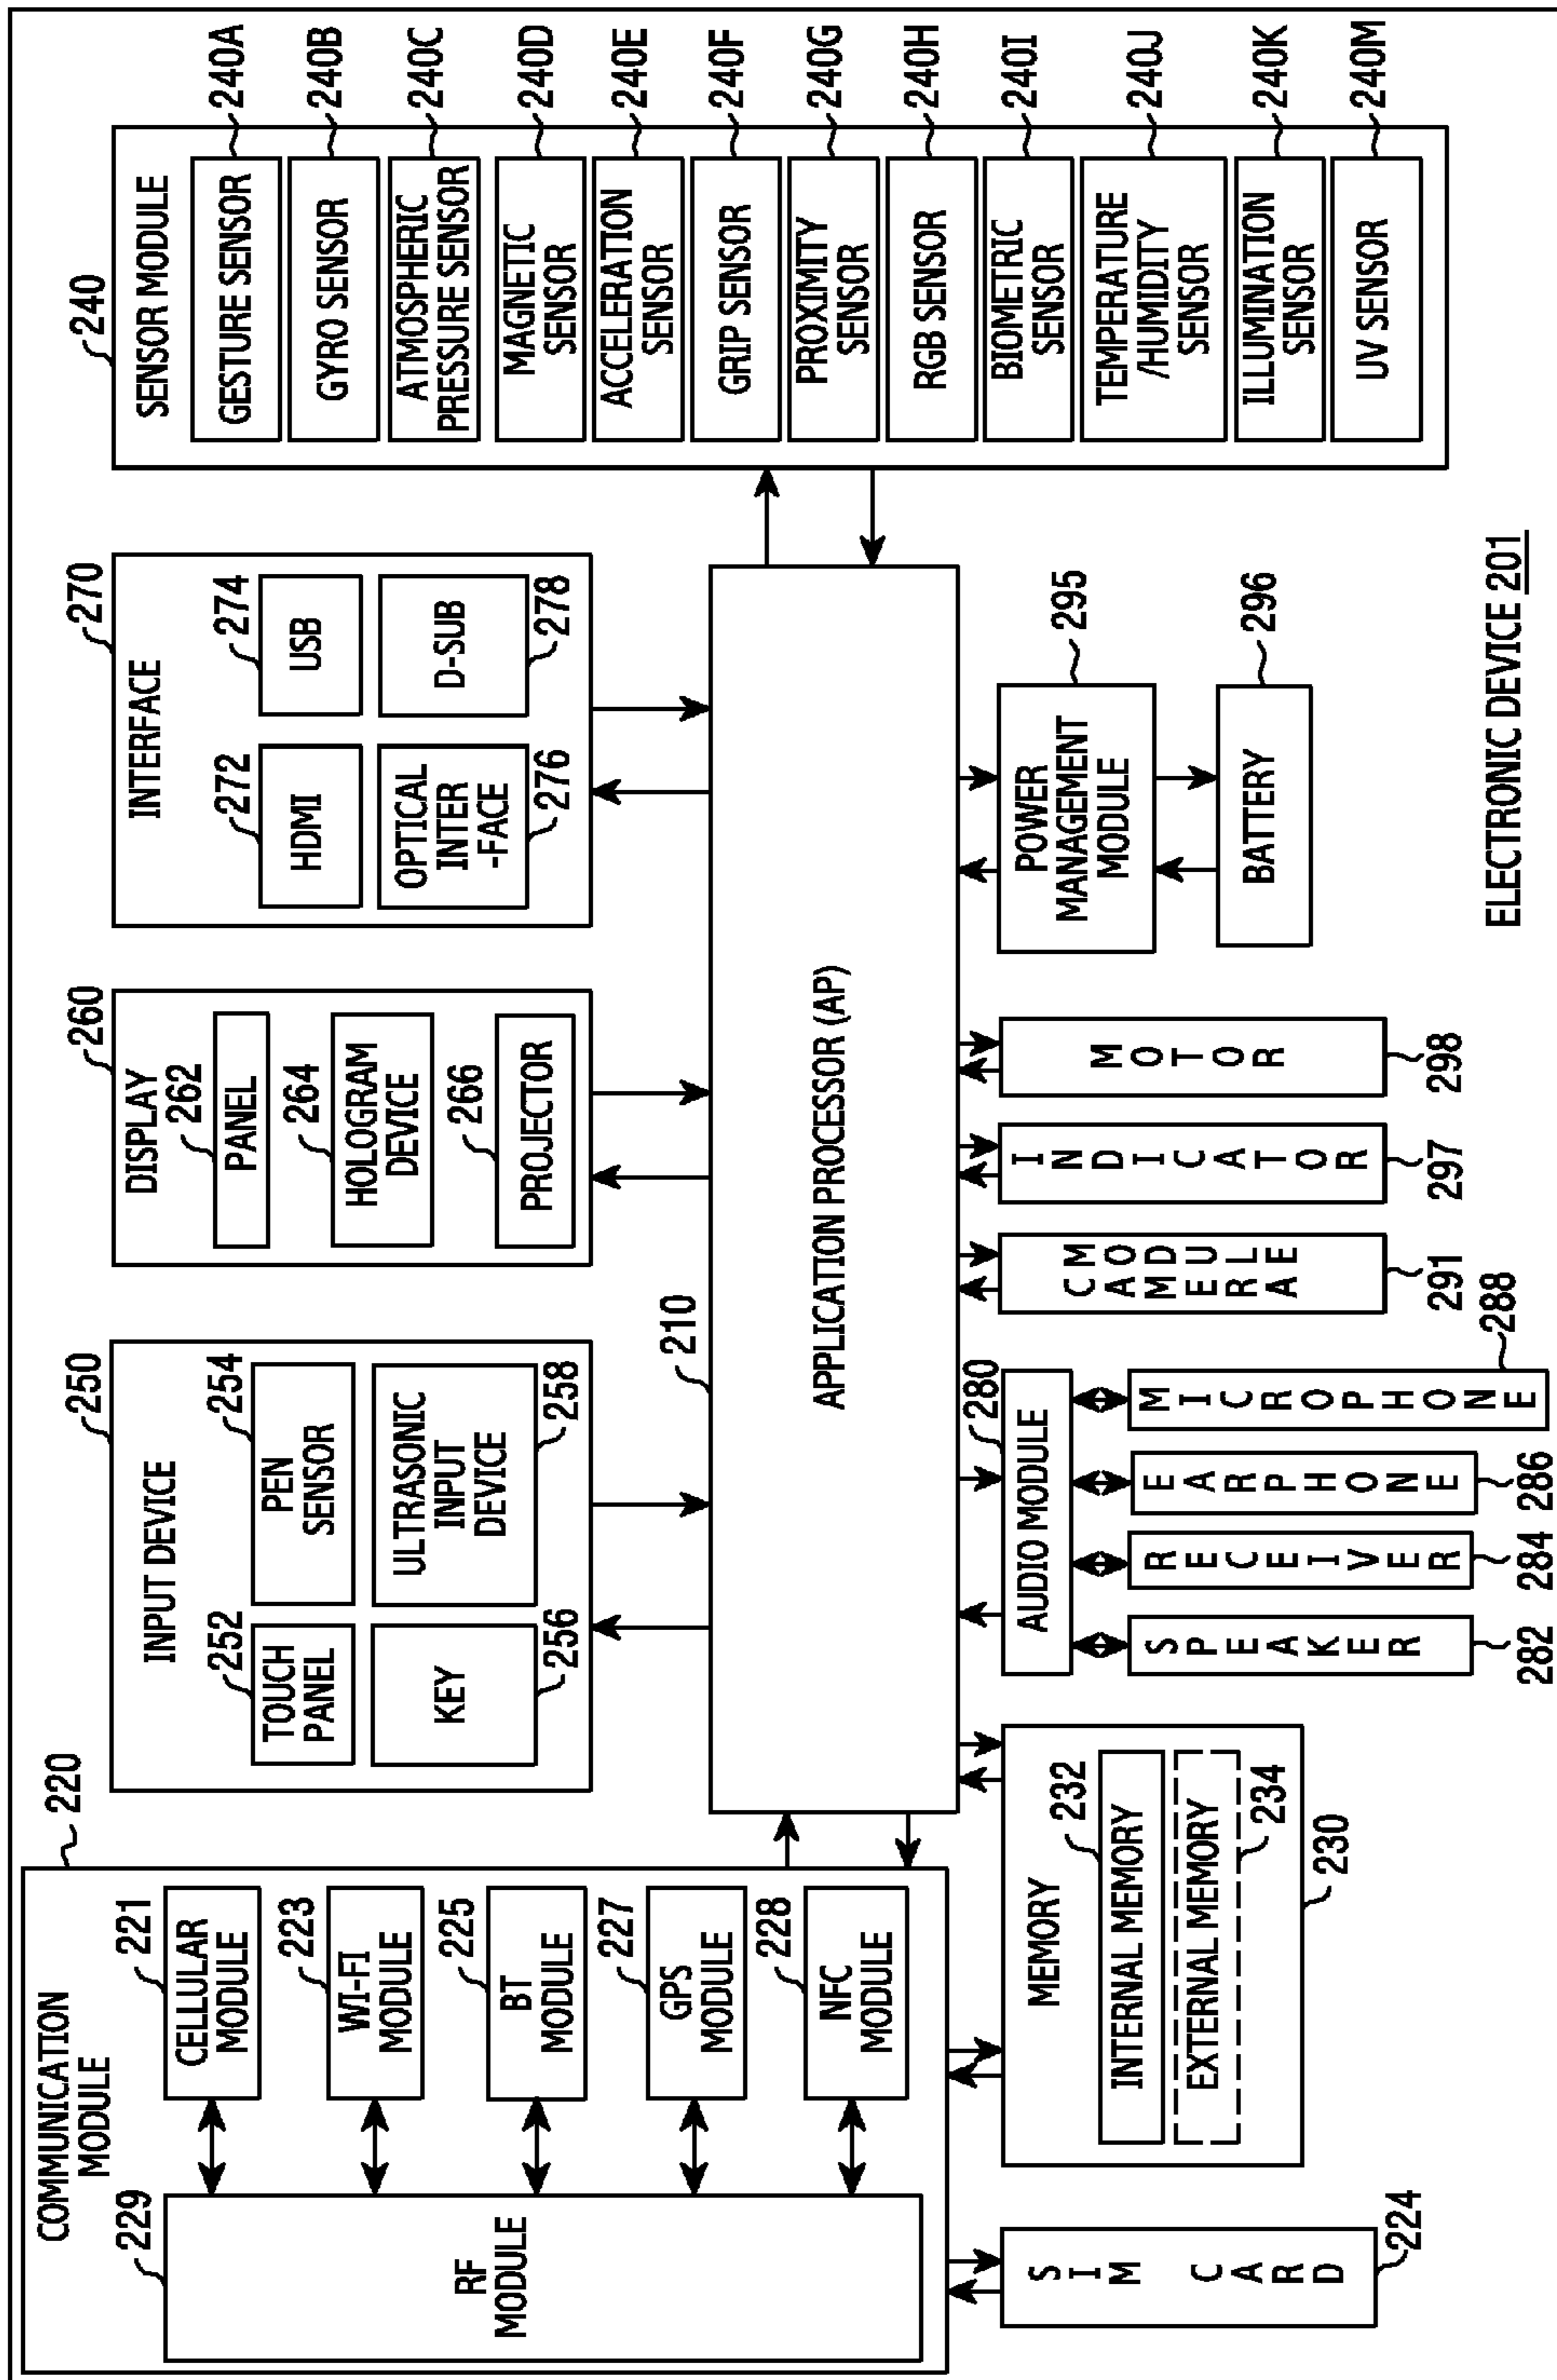 COMMUNICATION
MODULE
220
229
RF
MODULE
221
CELLULAR
MODULE
223
WI-FI
MODULE
225
BT
MODULE
227
GPS
MODULE
228
NFC
MODULE
250
INPUT DEVICE
252
TOUCH
PANEL
254
PEN
SENSOR
KEY
256
ULTRASONIC
INPUT
DEVICE
258
260
DISPLAY
262
PANEL
264
HOLOGRAM
DEVICE
266
PROJECTOR
270
INTERFACE
272
HDMI
274
USB
OPTICAL
INTER
-FACE
276
D-SUB
278
240
SENSOR MODULE
GESTURE SENSOR
240A
GYRO SENSOR
240B
ATMOSPHERIC
PRESSURE SENSOR
240C
MAGNETIC
SENSOR
240D
ACCELERATION
SENSOR
240E
GRIP SENSOR
240F
PROXIMITY
SENSOR
240G
RGB SENSOR
240H
BIOMETRIC
SENSOR
240I
TEMPERATURE
/HUMIDITY
SENSOR
240J
ILLUMINATION
SENSOR
240K
UV SENSOR
240M
210
APPLICATION PROCESSOR (AP)
SIM CARD
224
MEMORY
232
INTERNAL MEMORY
EXTERNAL MEMORY
234
230
280
AUDIO MODULE
SPEAKER
282
RECEIVER
284
EARPHONE
286
MICROPHONE
288
CAMERA
MODULE
291
INDICATOR
297
MOTOR
298
POWER
MANAGEMENT
MODULE
295
BATTERY
296
ELECTRONIC DEVICE 201